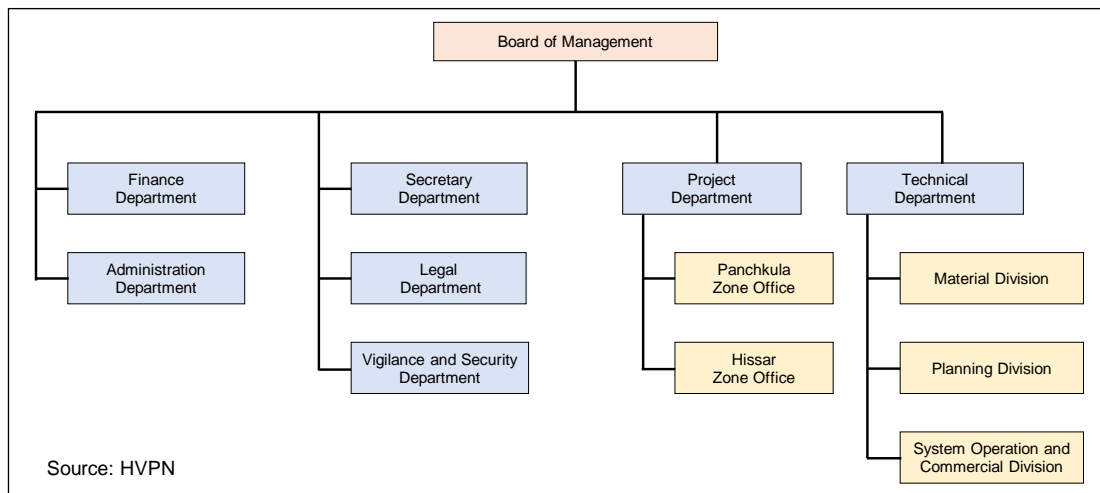 Board of Management
Finance
Department
Secretary
Department
Project
Department
Technical
Department
Administration
Department
Legal
Department
Panchkula
Zone Office
Material Division
Vigilance and Security
Department
Hissar
Zone Office
Planning Division
System Operation and
Commercial Division
Source: HVPN